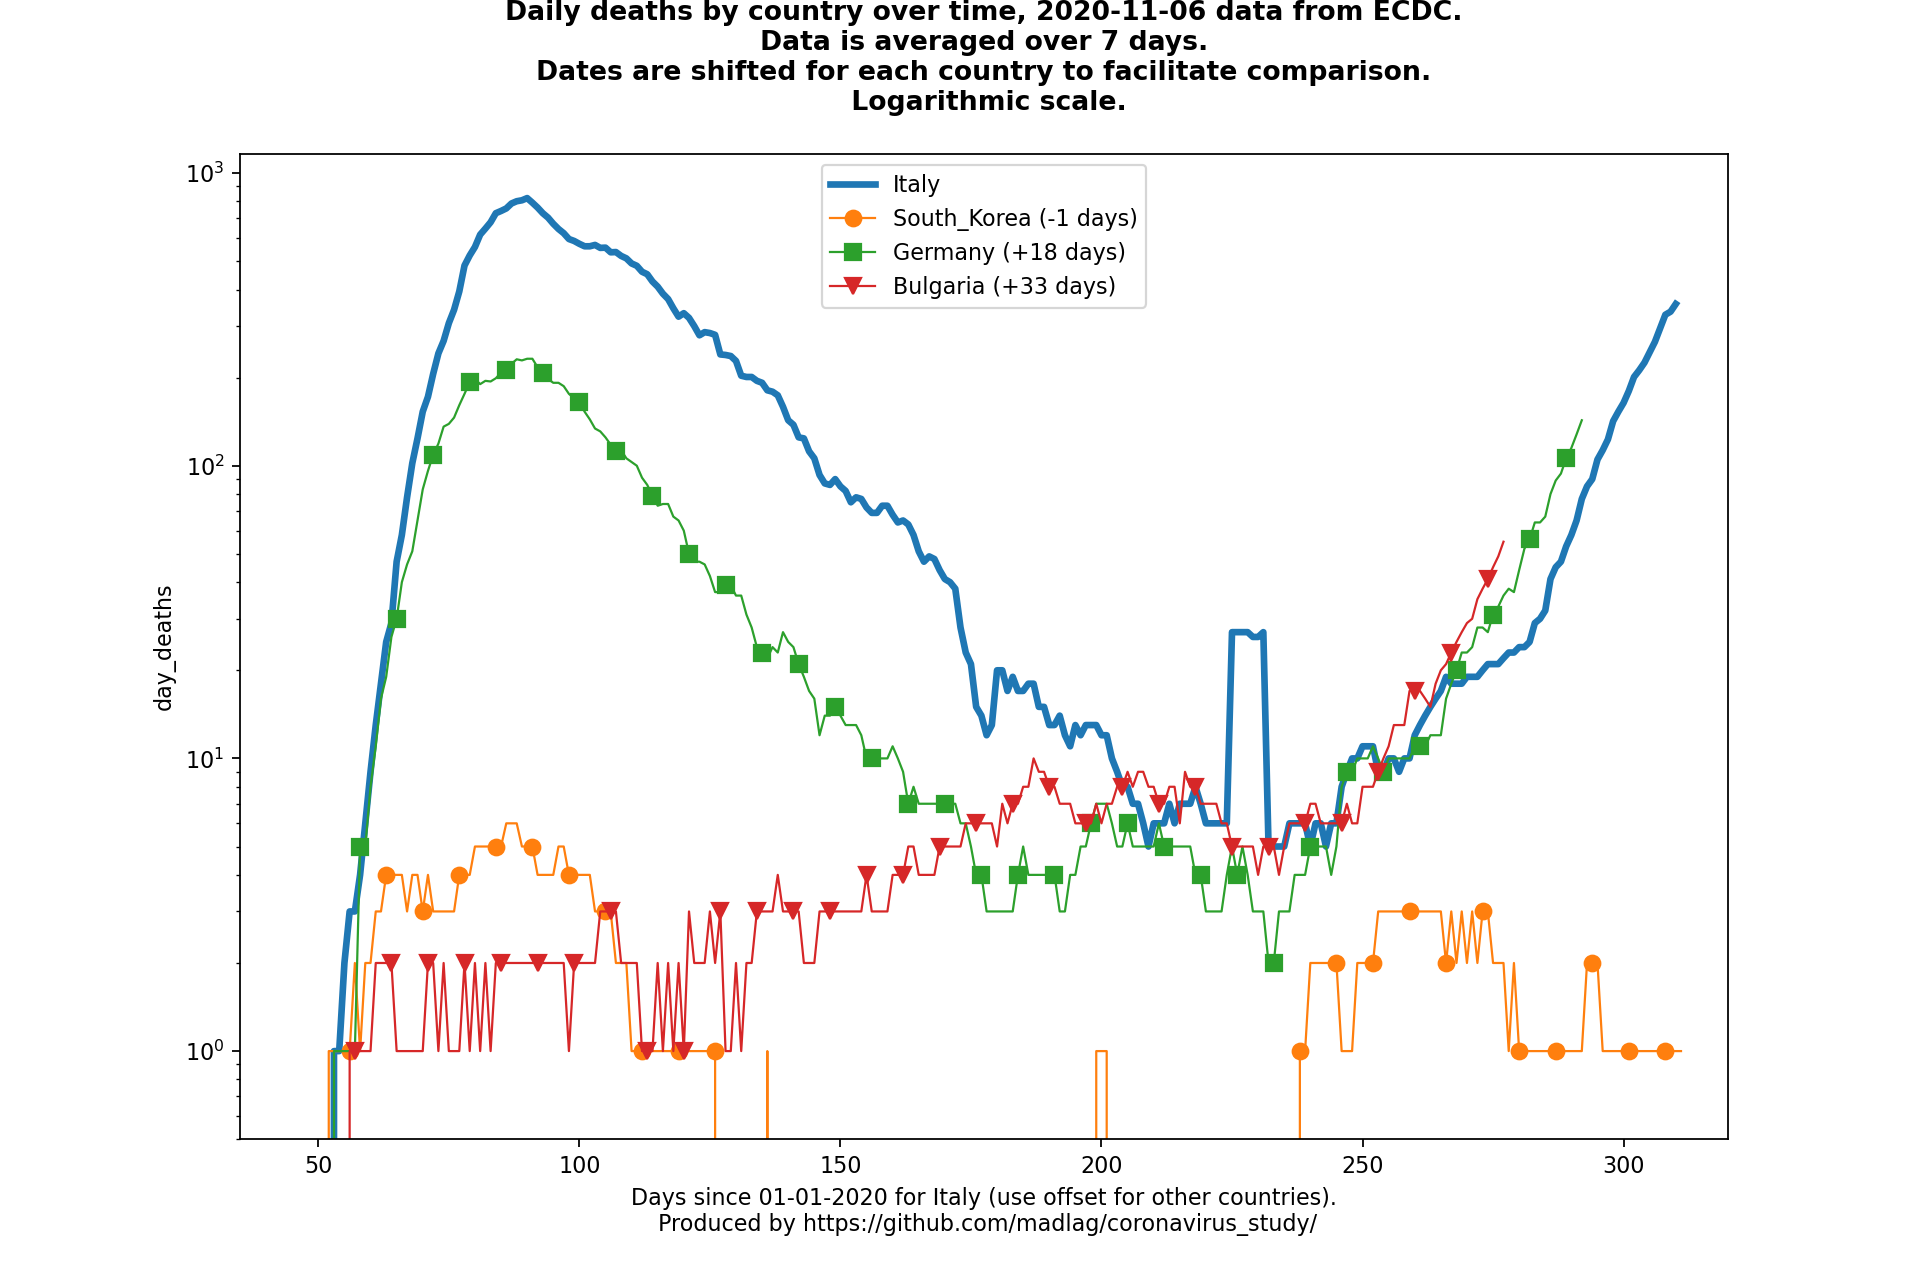 Daily deaths by country over time, 2020-11-06 data from ECDC.
Data is averaged over 7 days.
Dates are shifted for each country to facilitate comparison.
Logarithmic scale.
Italy
South_Korea (-1 days)
Germany (+18 days)
Bulgaria (+33 days)
day_deaths
10³
10²
10¹
10⁰
50 100 150 200 250 300
Days since 01-01-2020 for Italy (use offset for other countries).
Produced by https://github.com/madlag/coronavirus_study/